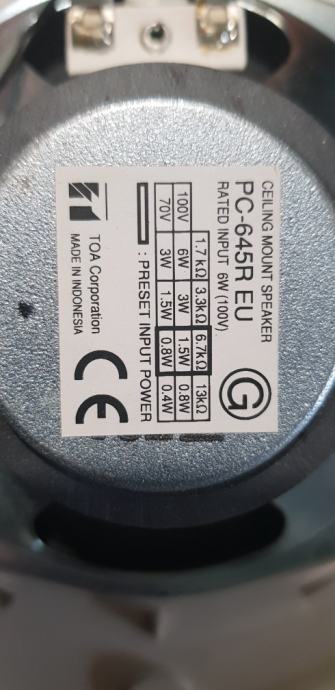 CEILING MOUNT SPEAKER
PC-645R EU
RATED INPUT 6W (100V)
G
1.7 kΩ 3.3kΩ 6.7kΩ 13kΩ
100V 6W 3W 1.5W 0.8W
70V 3W 1.5W 0.8W 0.4W
: PRESET INPUT POWER
TOA Corporation
MADE IN INDONESIA
CE